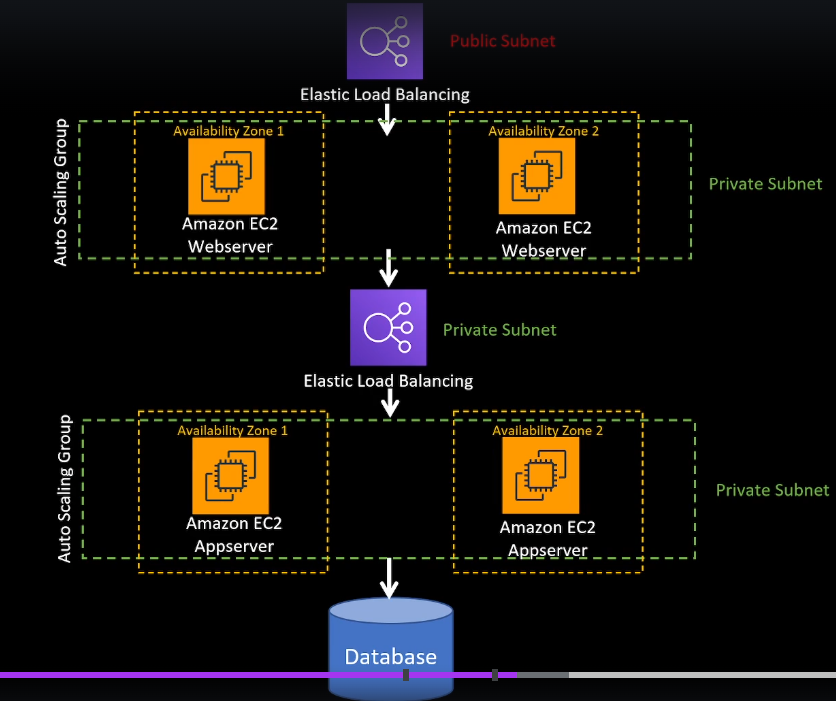 Public Subnet
Elastic Load Balancing
Auto Scaling Group
Availability Zone 1
Availability Zone 2
Amazon EC2
Webserver
Amazon EC2
Webserver
Private Subnet
Private Subnet
Elastic Load Balancing
Auto Scaling Group
Availability Zone 1
Availability Zone 2
Amazon EC2
Appserver
Amazon EC2
Appserver
Private Subnet
Database